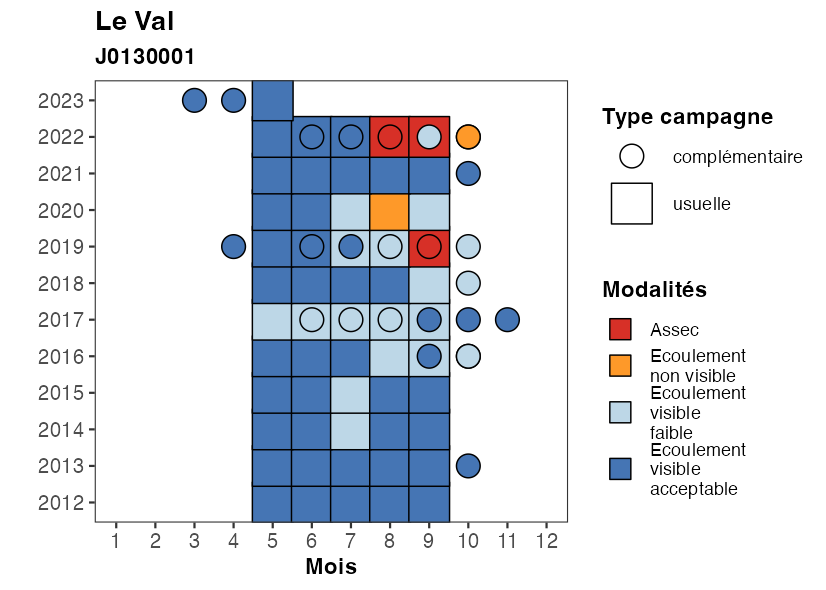 Le Val
J0130001
2023
2022
2021
2020
2019
2018
2017
2016
2015
2014
2013
2012
1 2 3 4 5 6 7 8 9 10 11 12
Mois
Type campagne
complémentaire
usuelle
Modalités
Assec
Ecoulement
non visible
Ecoulement
visible
faible
Ecoulement
visible
acceptable